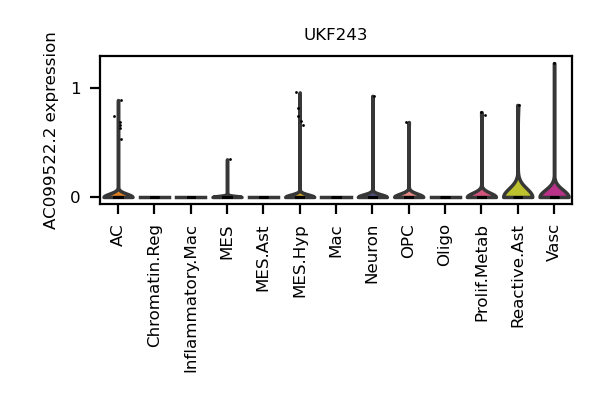 UKF243
AC099522.2 expression
1
0
AC
Chromatin.Reg
Inflammatory.Mac
MES
MES.Ast
MES.Hyp
Mac
Neuron
OPC
Oligo
Prolif.Metab
Reactive.Ast
Vasc